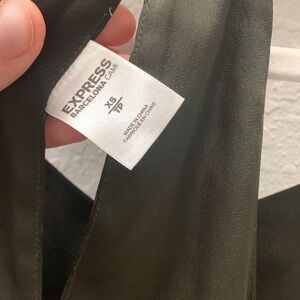 EXPRESS
BARCELONA CAMI
XS
TP
MADE IN CHINA
FABRIQUÉ EN CHINE